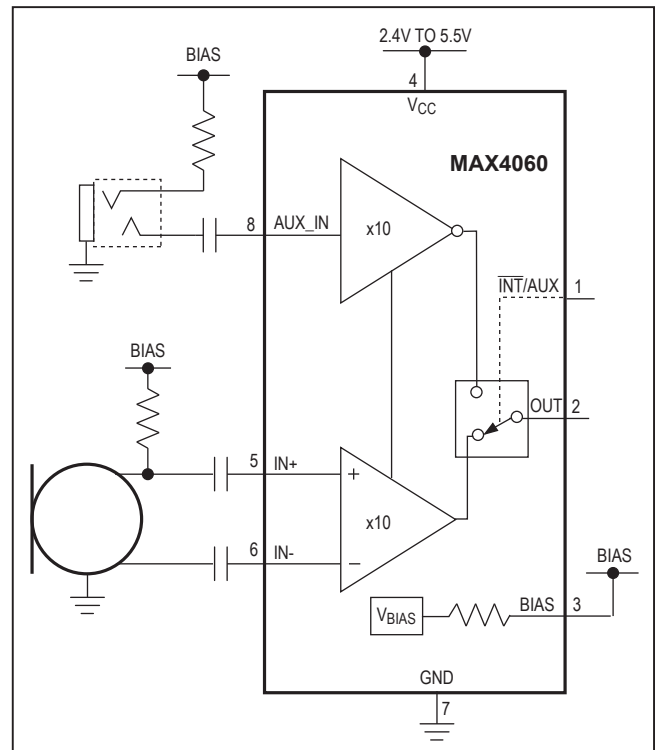 2.4V TO 5.5V
BIAS
4
VCC
MAX4060
8 AUX_IN
x10
INT/AUX 1
BIAS
OUT 2
5 IN+
+
x10
6 IN-
−
BIAS
VBIAS
BIAS 3
GND
7